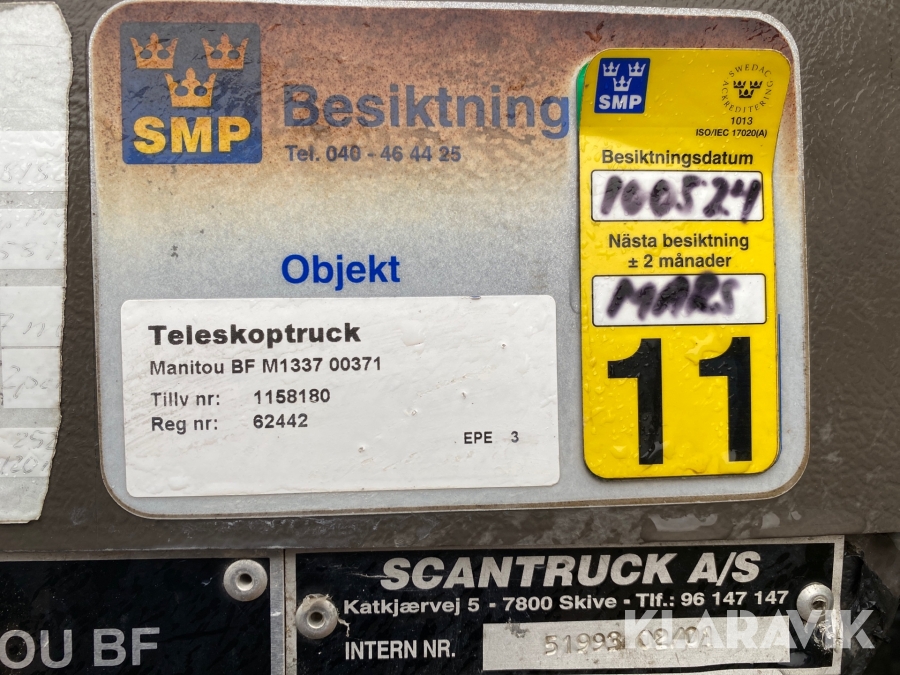 SMP
Besiktning
Tel. 040 - 46 44 25
Objekt
Teleskoptruck
Manitou BF M1337 00371
Tillv nr: 1158180
Reg nr: 62442
EPE 3
SMP
SWEDAC
ACKREDITERING
1013
ISO/IEC 17020(A)
Besiktningsdatum
100524
Nästa besiktning
± 2 månader
MARS
11
OU BF
SCANTRUCK A/S
Katkjærvej 5 - 7800 Skive - Tlf.: 96 147 147
INTERN NR.
KLARAVIK